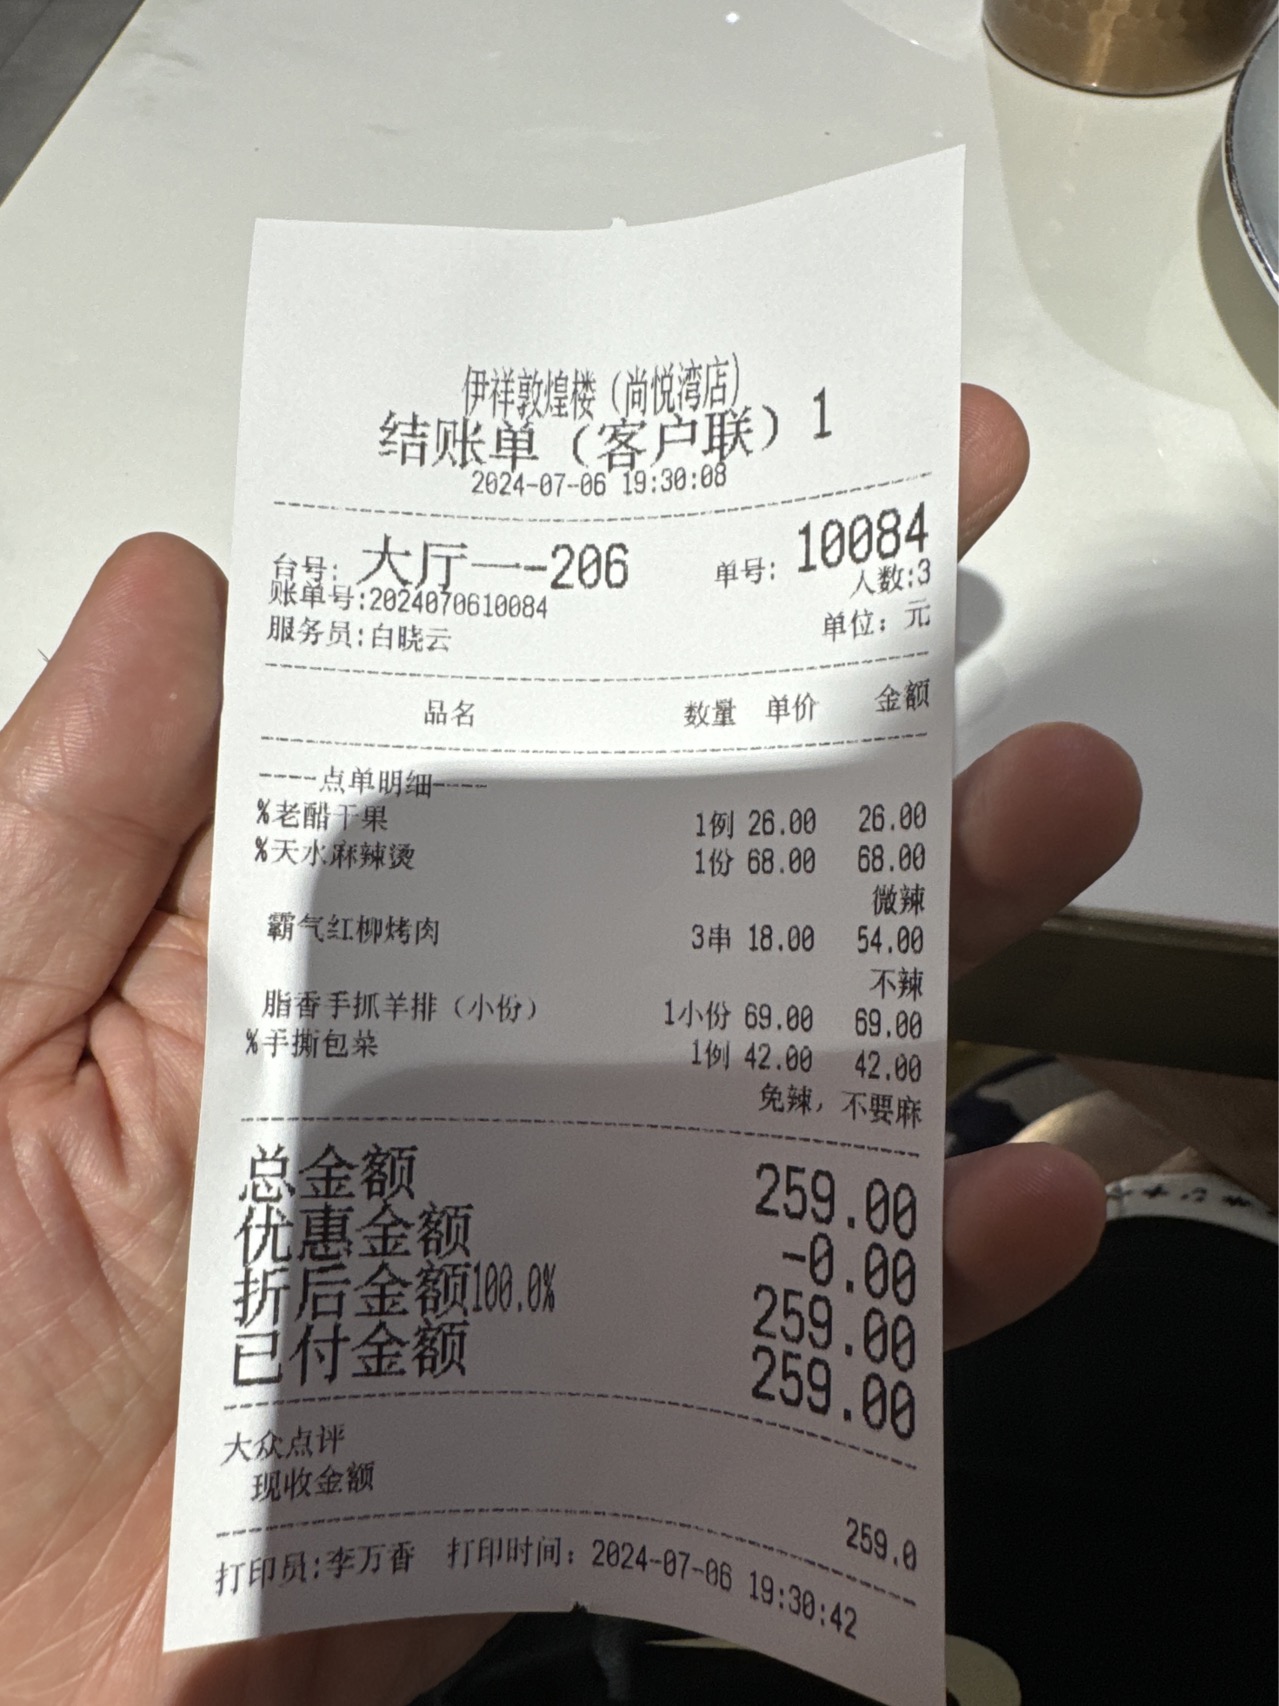 伊祥敦煌楼（尚悦湾店）
结账单（客户联）1
2024-07-06 19:30:08
台号：大厅一-206 单号：10084
账单号:2024070610084 人数:3
服务员:白晓云 单位：元
品名 数量 单价 金额
----点单明细----
%老醋干果 1例 26.00 26.00
%天水麻辣烫 1份 68.00 68.00
微辣
霸气红柳烤肉 3串 18.00 54.00
不辣
脂香手抓羊排（小份） 1小份 69.00 69.00
%手撕包菜 1例 42.00 42.00
免辣，不要麻
总金额 259.00
优惠金额 -0.00
折后金额100.0% 259.00
已付金额 259.00
大众点评
现收金额 259.0
打印员:李万香 打印时间：2024-07-06 19:30:42